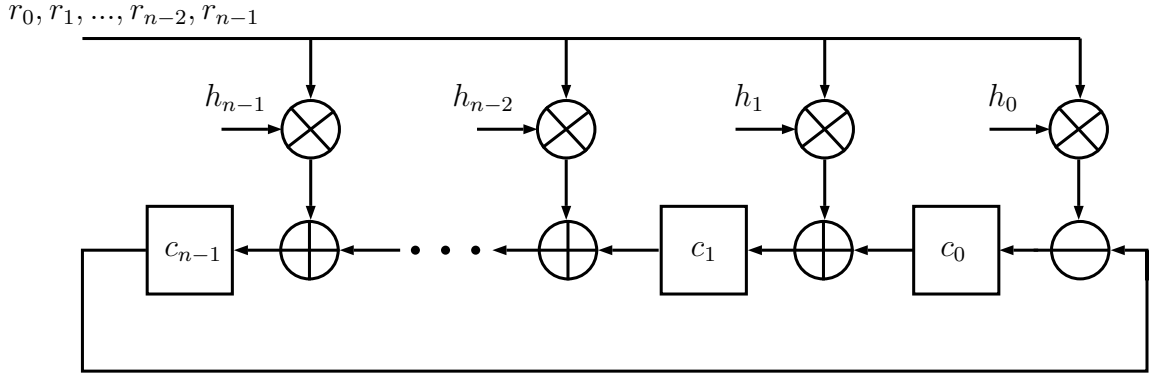 r_0, r_1, ..., r_{n-2}, r_{n-1}
h_{n-1} h_{n-2} h_1 h_0
c_{n-1} c_1 c_0